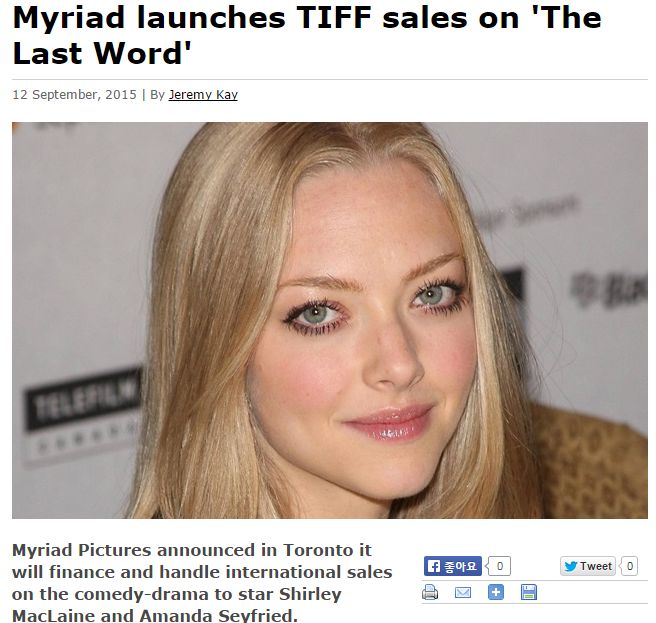 Myriad launches TIFF sales on 'The
Last Word'
12 September, 2015 | By Jeremy Kay
TELEFILM
Myriad Pictures announced in Toronto it
will finance and handle international sales
on the comedy-drama to star Shirley
MacLaine and Amanda Seyfried.
좋아요 0 Tweet 0